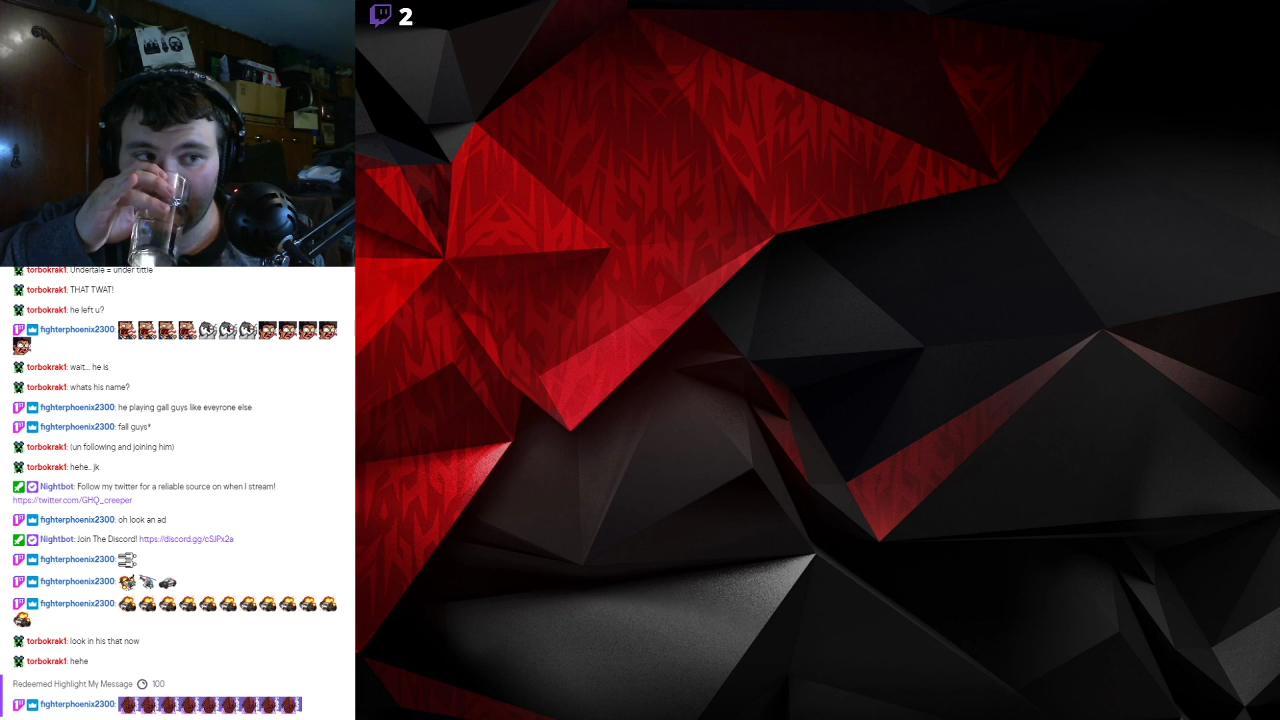 2
torbokrak1: Undertale = under tittle
torbokrak1: THAT TWAT!
torbokrak1: he left u?
fighterphoenix2300:
torbokrak1: wait... he is
torbokrak1: whats his name?
fighterphoenix2300: he playing gall guys like eveyrone else
fighterphoenix2300: fall guys*
torbokrak1: (un following and joining him)
torbokrak1: hehe.. jk
Nightbot: Follow my twitter for a reliable source on when I stream!
https://twitter.com/GHQ_creeper
fighterphoenix2300: oh look an ad
Nightbot: Join The Discord! https://discord.gg/cSJPx2a
fighterphoenix2300:
fighterphoenix2300:
fighterphoenix2300:
torbokrak1: look in his that now
torbokrak1: hehe
Redeemed Highlight My Message 100
fighterphoenix2300: